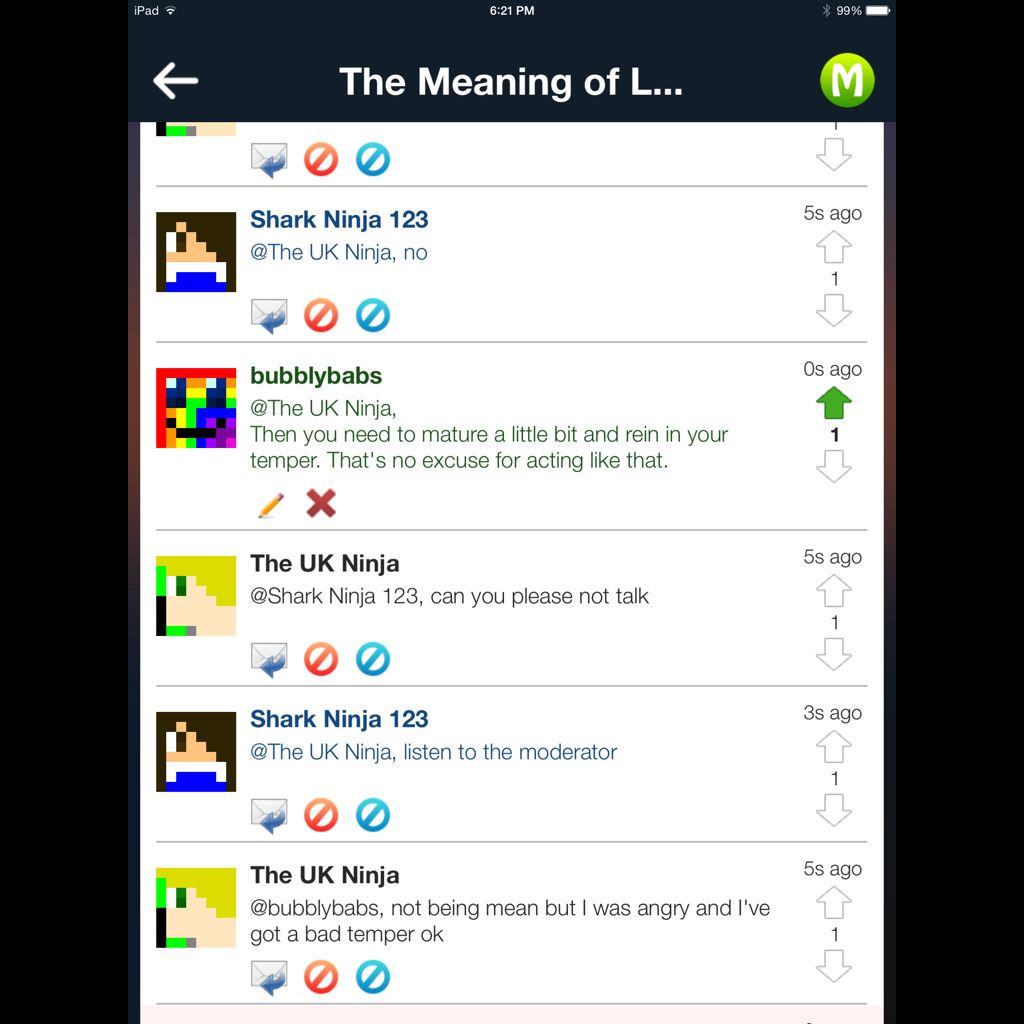 iPad 6:21 PM 99%
The Meaning of L... M
1
Shark Ninja 123 5s ago
@The UK Ninja, no
1
bubblybabs 0s ago
@The UK Ninja,
Then you need to mature a little bit and rein in your 1
temper. That's no excuse for acting like that.
The UK Ninja 5s ago
@Shark Ninja 123, can you please not talk
1
Shark Ninja 123 3s ago
@The UK Ninja, listen to the moderator
1
The UK Ninja 5s ago
@bubblybabs, not being mean but I was angry and I've
got a bad temper ok 1